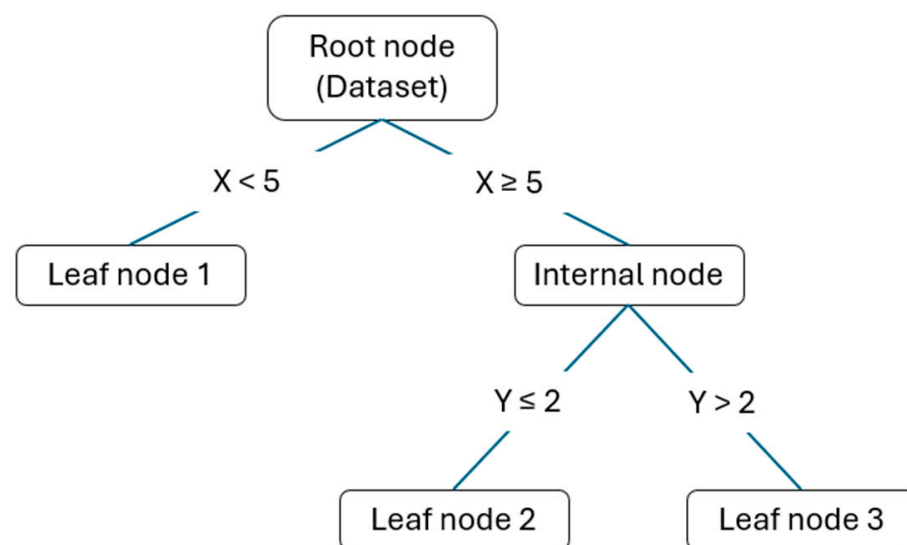 Root node
(Dataset)
X < 5
X ≥ 5
Leaf node 1
Internal node
Y ≤ 2
Y > 2
Leaf node 2
Leaf node 3